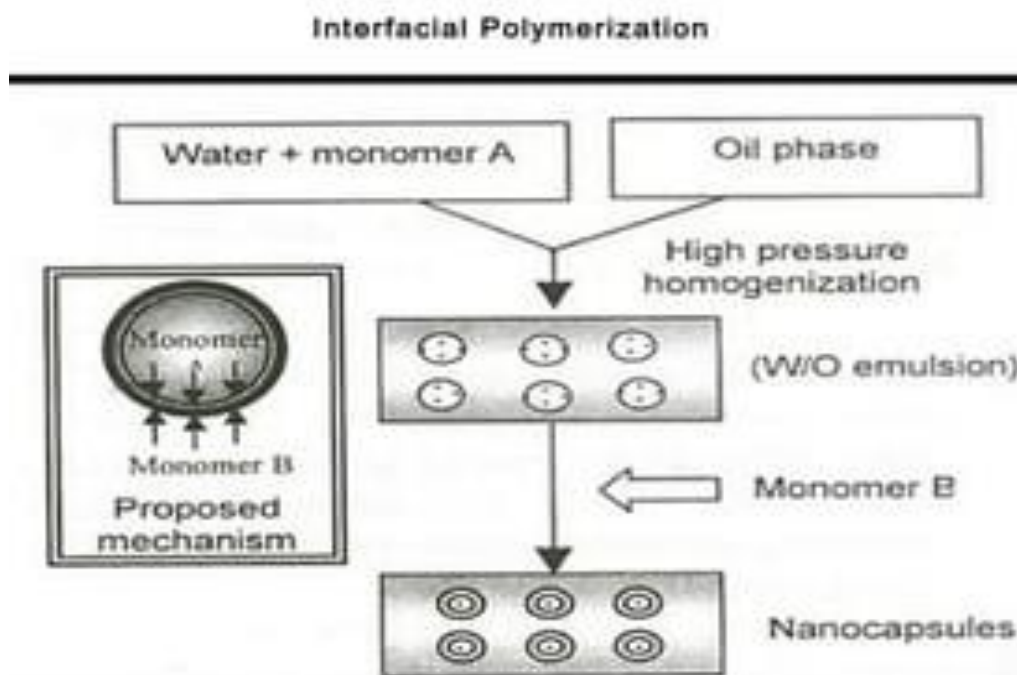 Interfacial Polymerization
Water + monomer A
Oil phase
High pressure
homogenization
(W/O emulsion)
Monomer
A
Monomer B
Proposed
mechanism
Monomer B
Nanocapsules